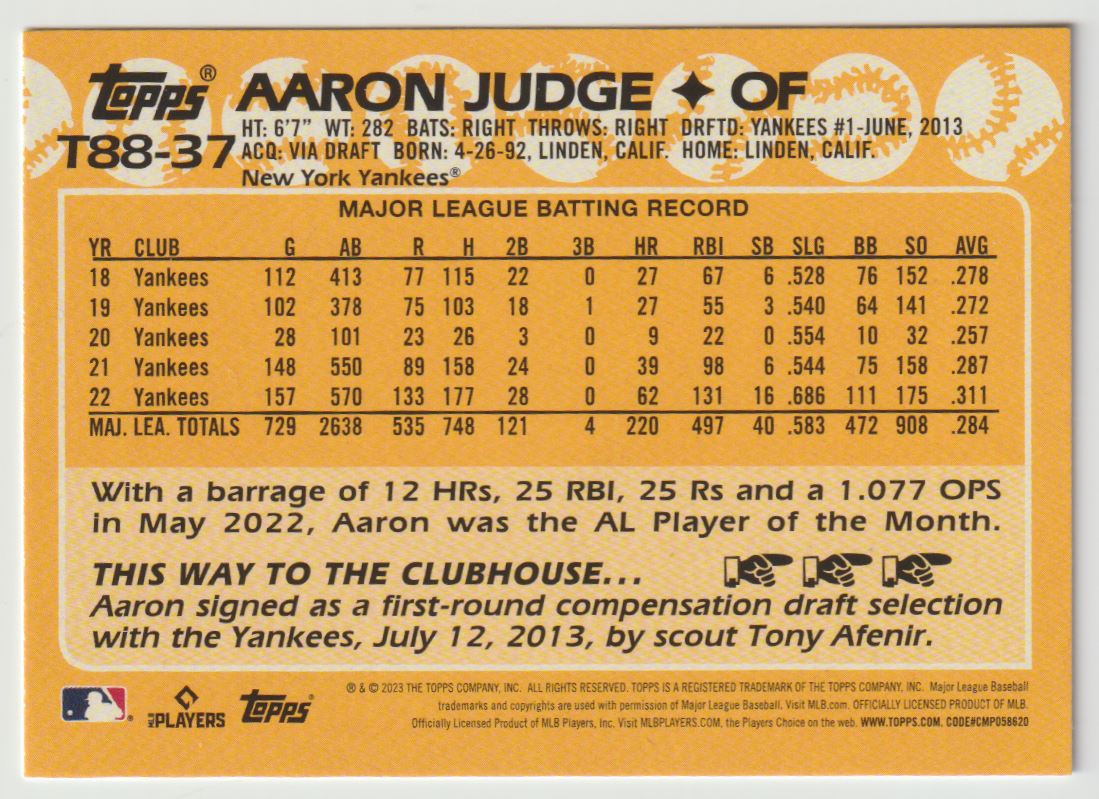 Topps® AARON JUDGE ✦ OF
T88-37 HT: 6'7" WT: 282 BATS: RIGHT THROWS: RIGHT DRFTD: YANKEES #1-JUNE, 2013
ACQ: VIA DRAFT BORN: 4-26-92, LINDEN, CALIF. HOME: LINDEN, CALIF.
New York Yankees®
MAJOR LEAGUE BATTING RECORD
YR CLUB G AB R H 2B 3B HR RBI SB SLG BB SO AVG
18 Yankees 112 413 77 115 22 0 27 67 6 .528 76 152 .278
19 Yankees 102 378 75 103 18 1 27 55 3 .540 64 141 .272
20 Yankees 28 101 23 26 3 0 9 22 0 .554 10 32 .257
21 Yankees 148 550 89 158 24 0 39 98 6 .544 75 158 .287
22 Yankees 157 570 133 177 28 0 62 131 16 .686 111 175 .311
MAJ. LEA. TOTALS 729 2638 535 748 121 4 220 497 40 .583 472 908 .284
With a barrage of 12 HRs, 25 RBI, 25 Rs and a 1.077 OPS
in May 2022, Aaron was the AL Player of the Month.
THIS WAY TO THE CLUBHOUSE...
Aaron signed as a first-round compensation draft selection
with the Yankees, July 12, 2013, by scout Tony Afenir.
MLB PLAYERS Topps®
® & © 2023 THE TOPPS COMPANY, INC. ALL RIGHTS RESERVED. TOPPS IS A REGISTERED TRADEMARK OF THE TOPPS COMPANY, INC. Major League Baseball
trademarks and copyrights are used with permission of Major League Baseball. Visit MLB.com. OFFICIALLY LICENSED PRODUCT OF MLB.
Officially Licensed Product of MLB Players, Inc. Visit MLBPLAYERS.COM, the Players Choice on the web. WWW.TOPPS.COM. CODE#CMP058620